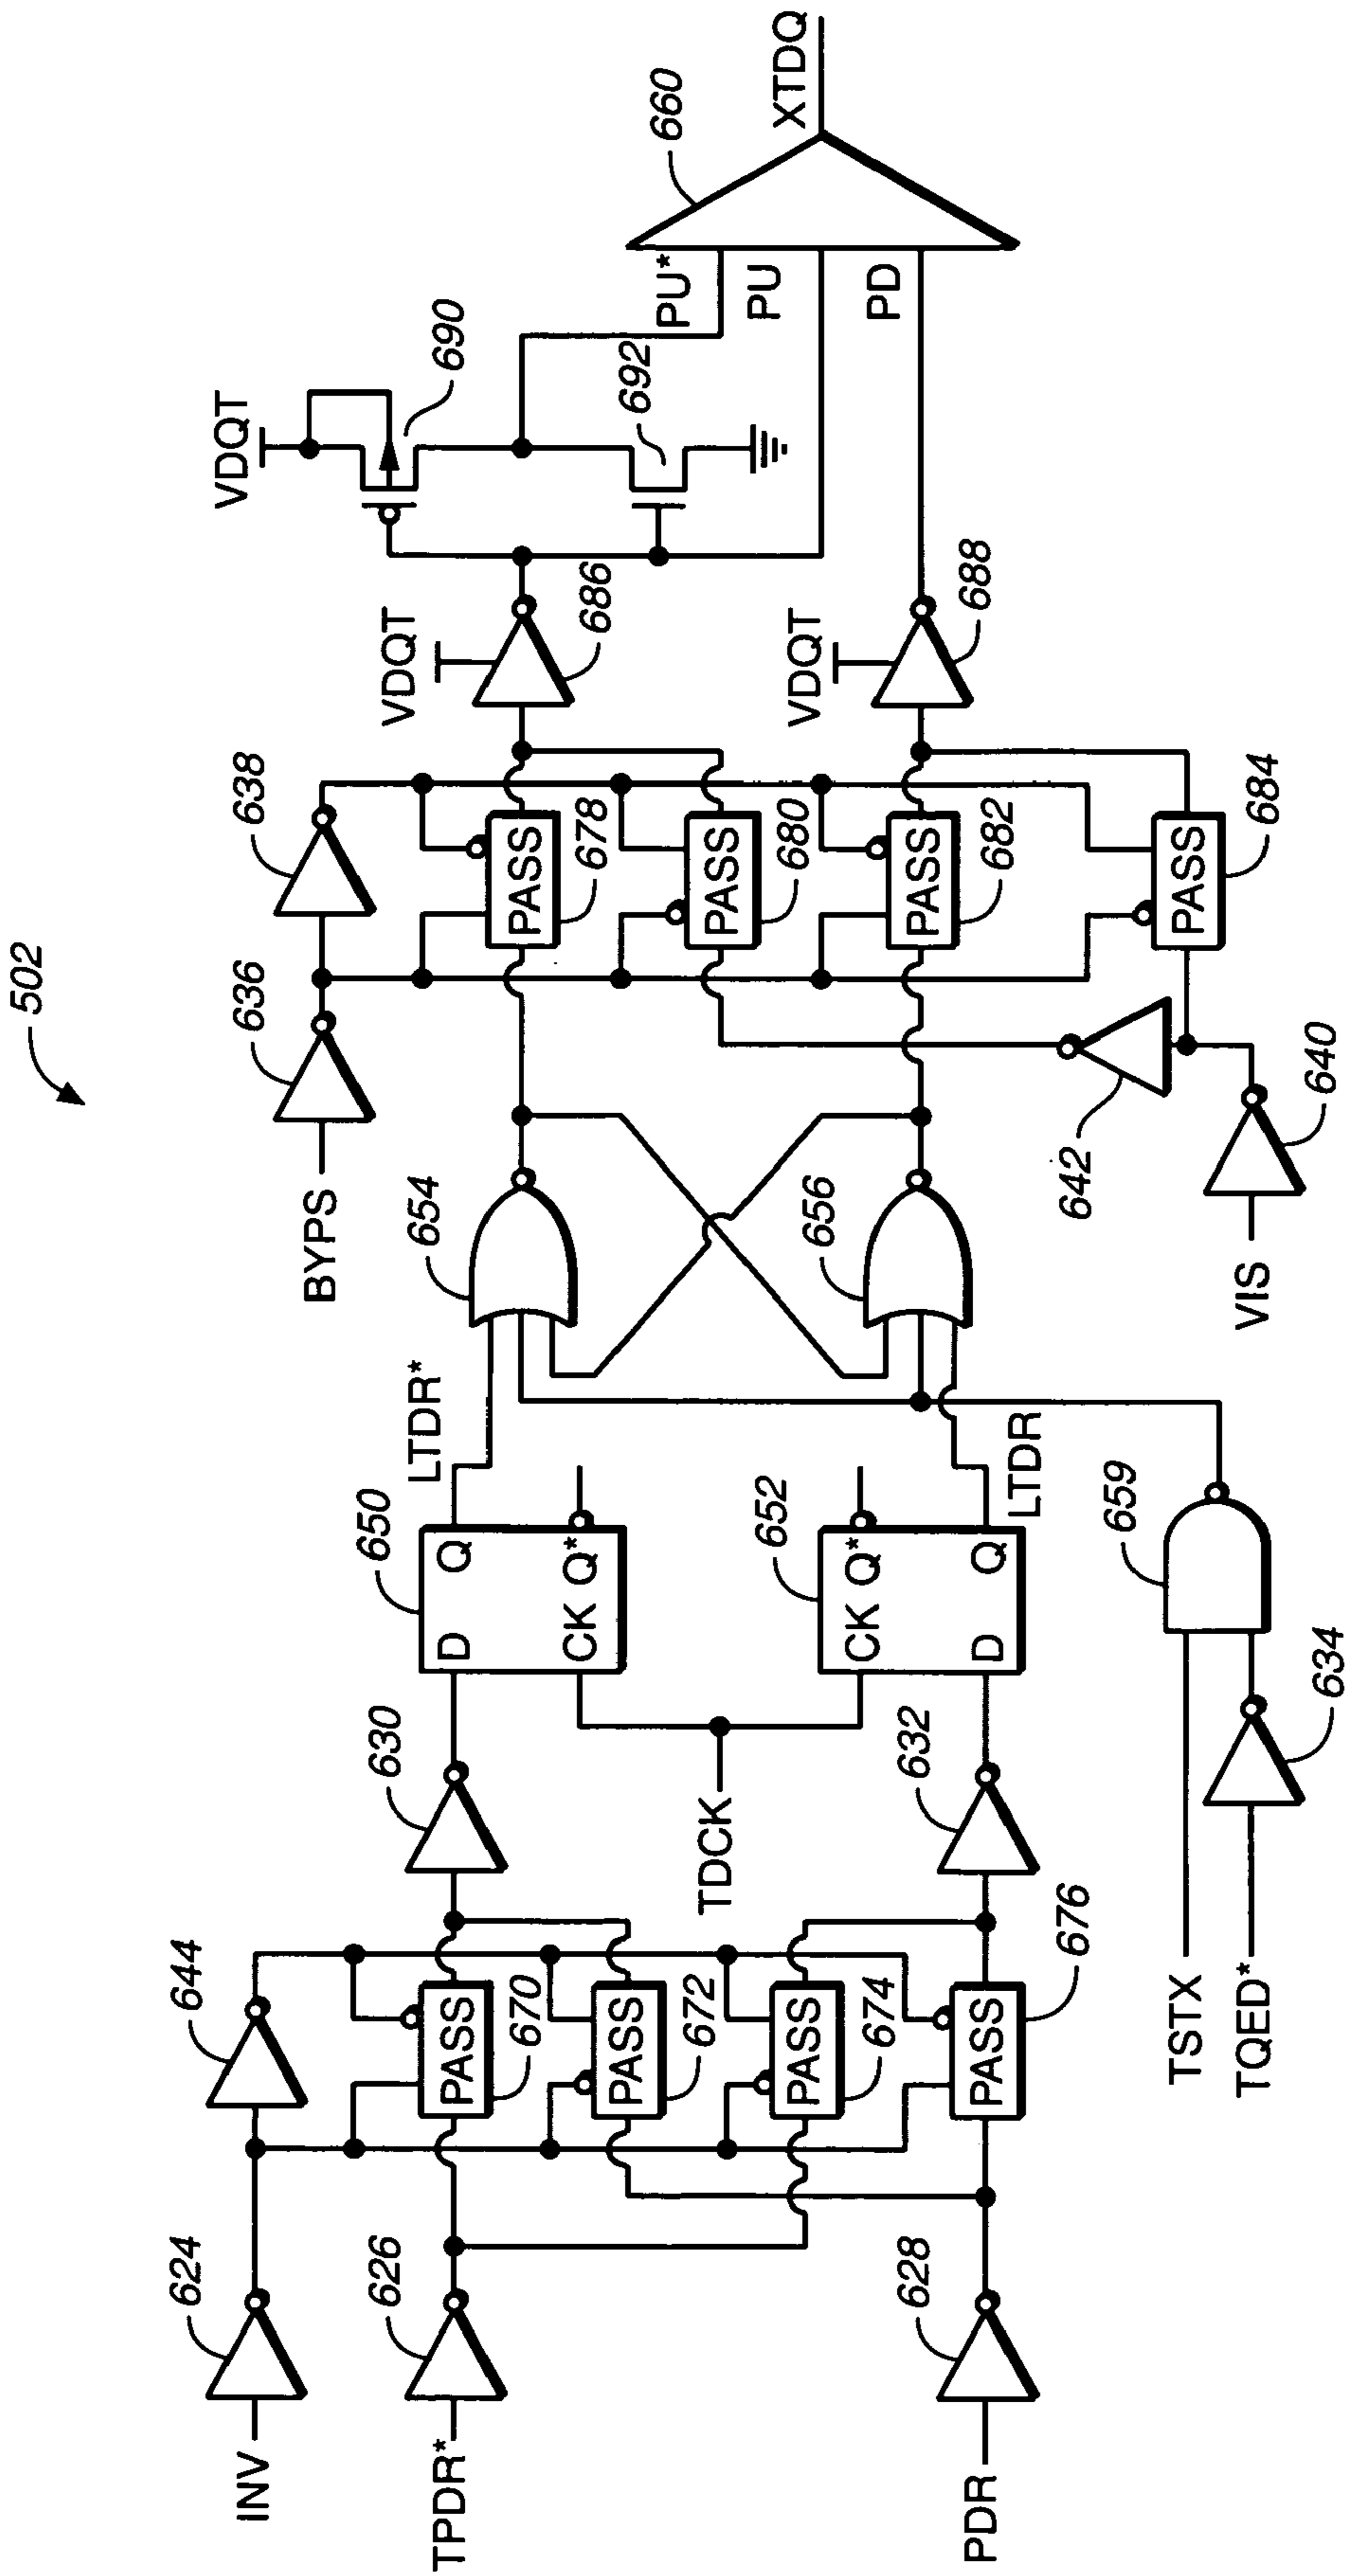 502
INV
624
644
TPDR*
626
PASS
670
630
PASS
672
PASS
674
PDR
628
PASS
676
632
TDCK
650
D
Q
CK
Q*
LTDR*
652
CK
Q*
D
Q
LTDR
TSTX
TQED*
634
659
654
656
BYPS
636
638
PASS
678
PASS
680
PASS
682
PASS
684
VIS
640
642
VDQT
686
VDQT
688
VDQT
690
692
PU*
PU
PD
660
XTDQ